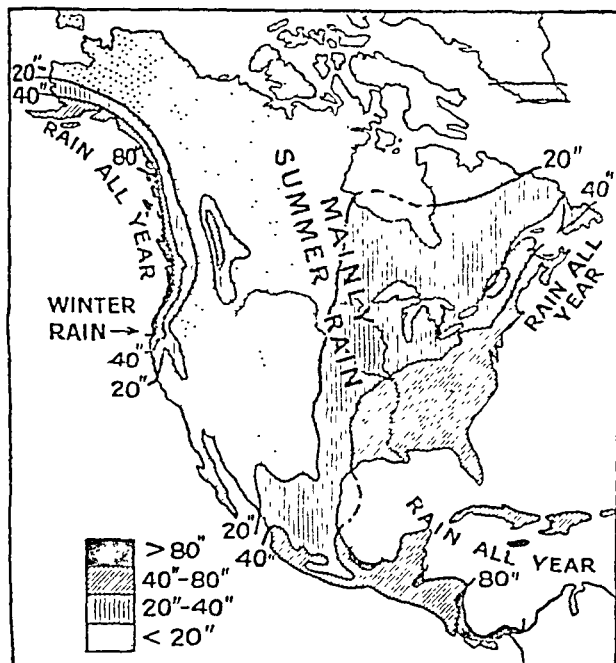 20"
40"
RAIN ALL YEAR
80"
SUMMER
MAINLY
RAIN
20"
40"
RAIN ALL
YEAR
WINTER
RAIN→
40"
20"
20"
40"
RAIN ALL YEAR
80"
>80"
40"-80"
20"-40"
<20"